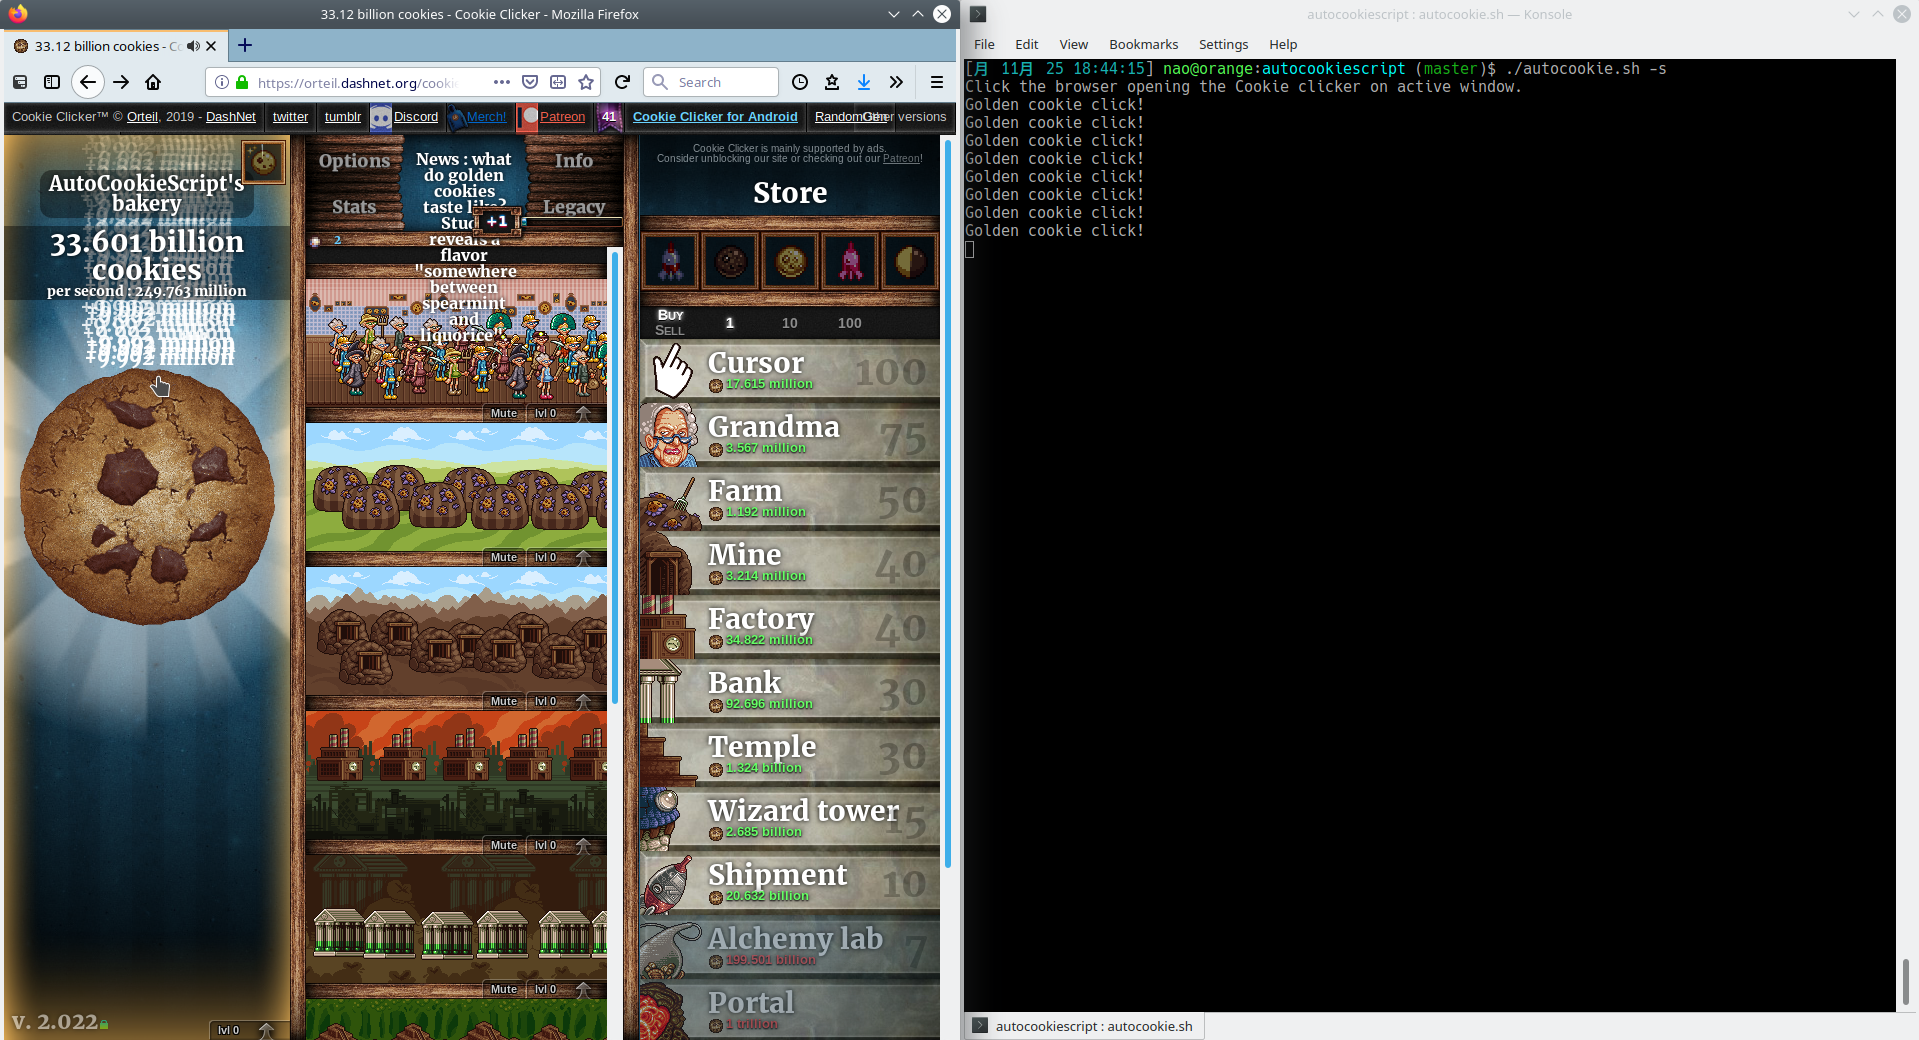 33.12 billion cookies - Cookie Clicker - Mozilla Firefox
33.12 billion cookies - Co
https://orteil.dashnet.org/cookie
Search
Cookie Clicker™ © Orteil, 2019 - DashNet
twitter
tumblr
Discord
Merch!
Patreon
41
Cookie Clicker for Android
RandomGen
Other versions
AutoCookieScript's
bakery
33.601 billion
cookies
per second : 249.763 million
+9.992 million
+9.992 million
v. 2.022
lvl 0
Options
Stats
News : what
do golden
cookies
taste like?
Study
reveals a
flavor
"somewhere
between
spearmint
and
liquorice"
Info
Legacy
+1
2
Mute lvl 0
Mute lvl 0
Mute lvl 0
Mute lvl 0
Mute lvl 0
Cookie Clicker is mainly supported by ads.
Consider unblocking our site or checking out our Patreon!
Store
Buy
Sell
1 10 100
Cursor
17.615 million
100
Grandma
3.567 million
75
Farm
1.192 million
50
Mine
3.214 million
40
Factory
34.822 million
40
Bank
92.696 million
30
Temple
1.324 billion
30
Wizard tower
2.685 billion
15
Shipment
20.632 billion
10
Alchemy lab
199.501 billion
7
Portal
1 trillion
autocookiescript : autocookie.sh — Konsole
File Edit View Bookmarks Settings Help
[月 11月 25 18:44:15] nao@orange:autocookiescript (master)$ ./autocookie.sh -s
Click the browser opening the Cookie clicker on active window.
Golden cookie click!
Golden cookie click!
Golden cookie click!
Golden cookie click!
Golden cookie click!
Golden cookie click!
Golden cookie click!
Golden cookie click!
autocookiescript : autocookie.sh